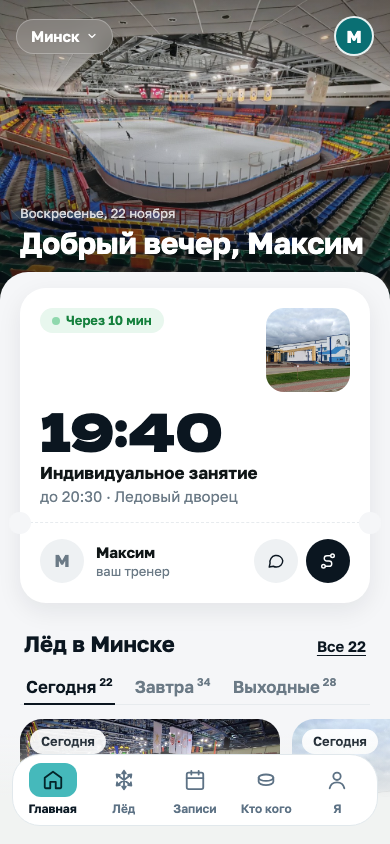 Минск
М
Воскресенье, 22 ноября
Добрый вечер, Максим
Через 10 мин
19:40
Индивидуальное занятие
до 20:30 · Ледовый дворец
М
Максим
ваш тренер
Лёд в Минске
Все 22
Сегодня 22
Завтра 34
Выходные 28
Сегодня
Сегодня
Главная
Лёд
Записи
Кто кого
Я